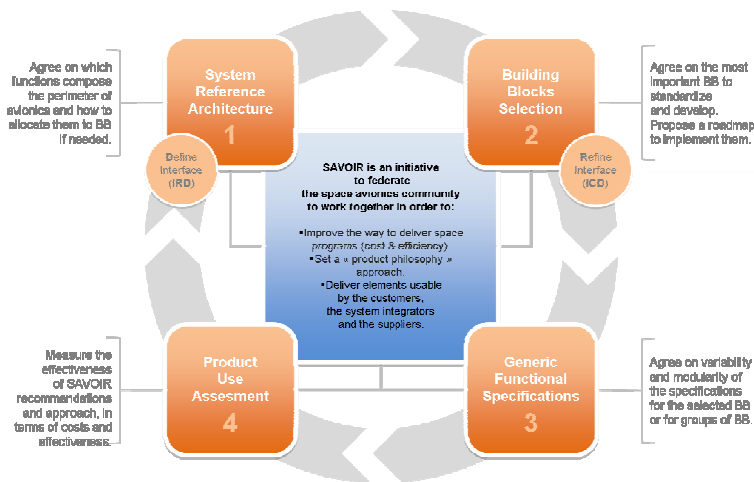 Agree on which
functions compose
the perimeter of
avionics and how to
allocate them to BB
if needed.
System
Reference
Architecture
1
Define
Interface
(IRD)
Building
Blocks
Selection
2
Refine
Interface
(ICD)
Agree on the most
important BB to
standardize
and develop.
Propose a roadmap
to implement them.
SAVOIR is an initiative
to federate
the space avionics community
to work together in order to:
▪Improve the way to deliver space
programs (cost & efficiency)
▪Set a « product philosophy »
approach.
▪Deliver elements usable
by the customers,
the system integrators
and the suppliers.
Measure the
effectiveness
of SAVOIR
recommendations
and approach, in
terms of costs and
effectiveness.
Product
Use
Assesment
4
Generic
Functional
Specifications
3
Agree on variability
and modularity of
the specifications
for the selected BB
or for groups of BB.